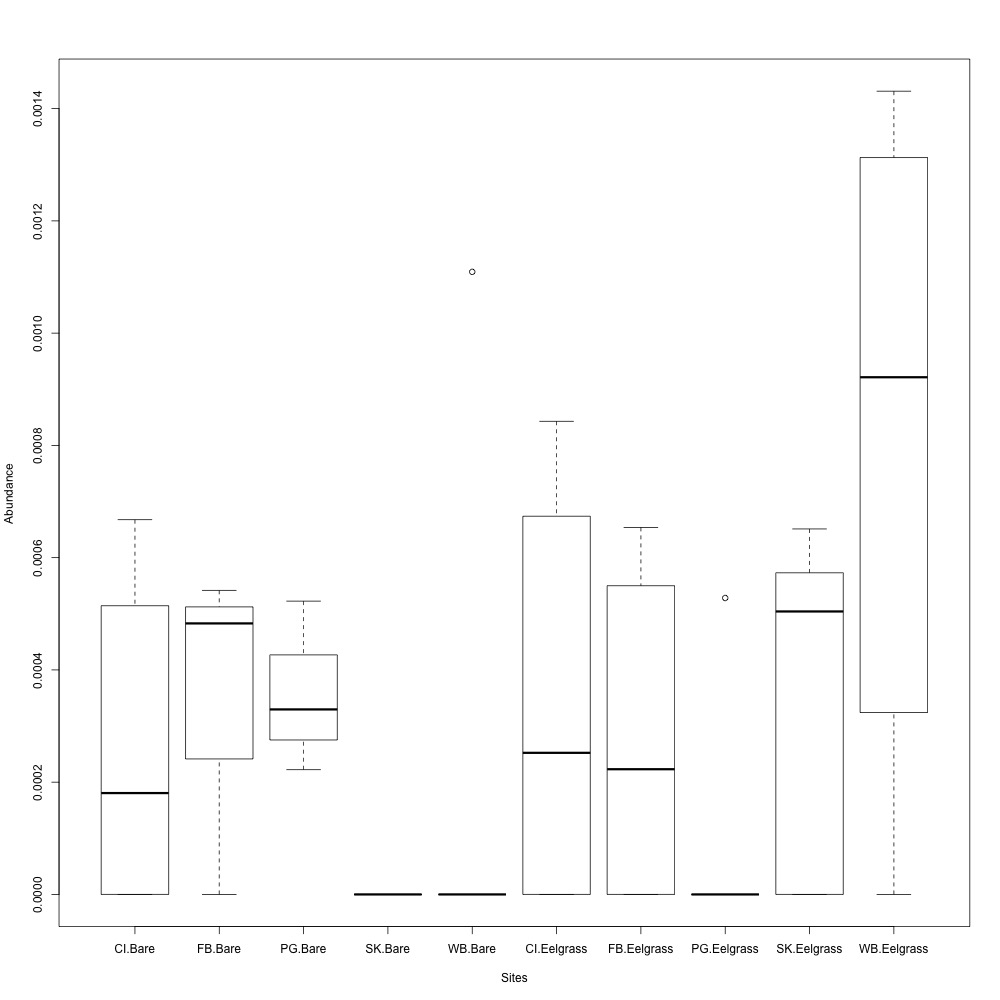 Abundance
0.0014
0.0012
0.0010
0.0008
0.0006
0.0004
0.0002
0.0000
CI.Bare FB.Bare PG.Bare SK.Bare WB.Bare CI.Eelgrass FB.Eelgrass PG.Eelgrass SK.Eelgrass WB.Eelgrass
Sites